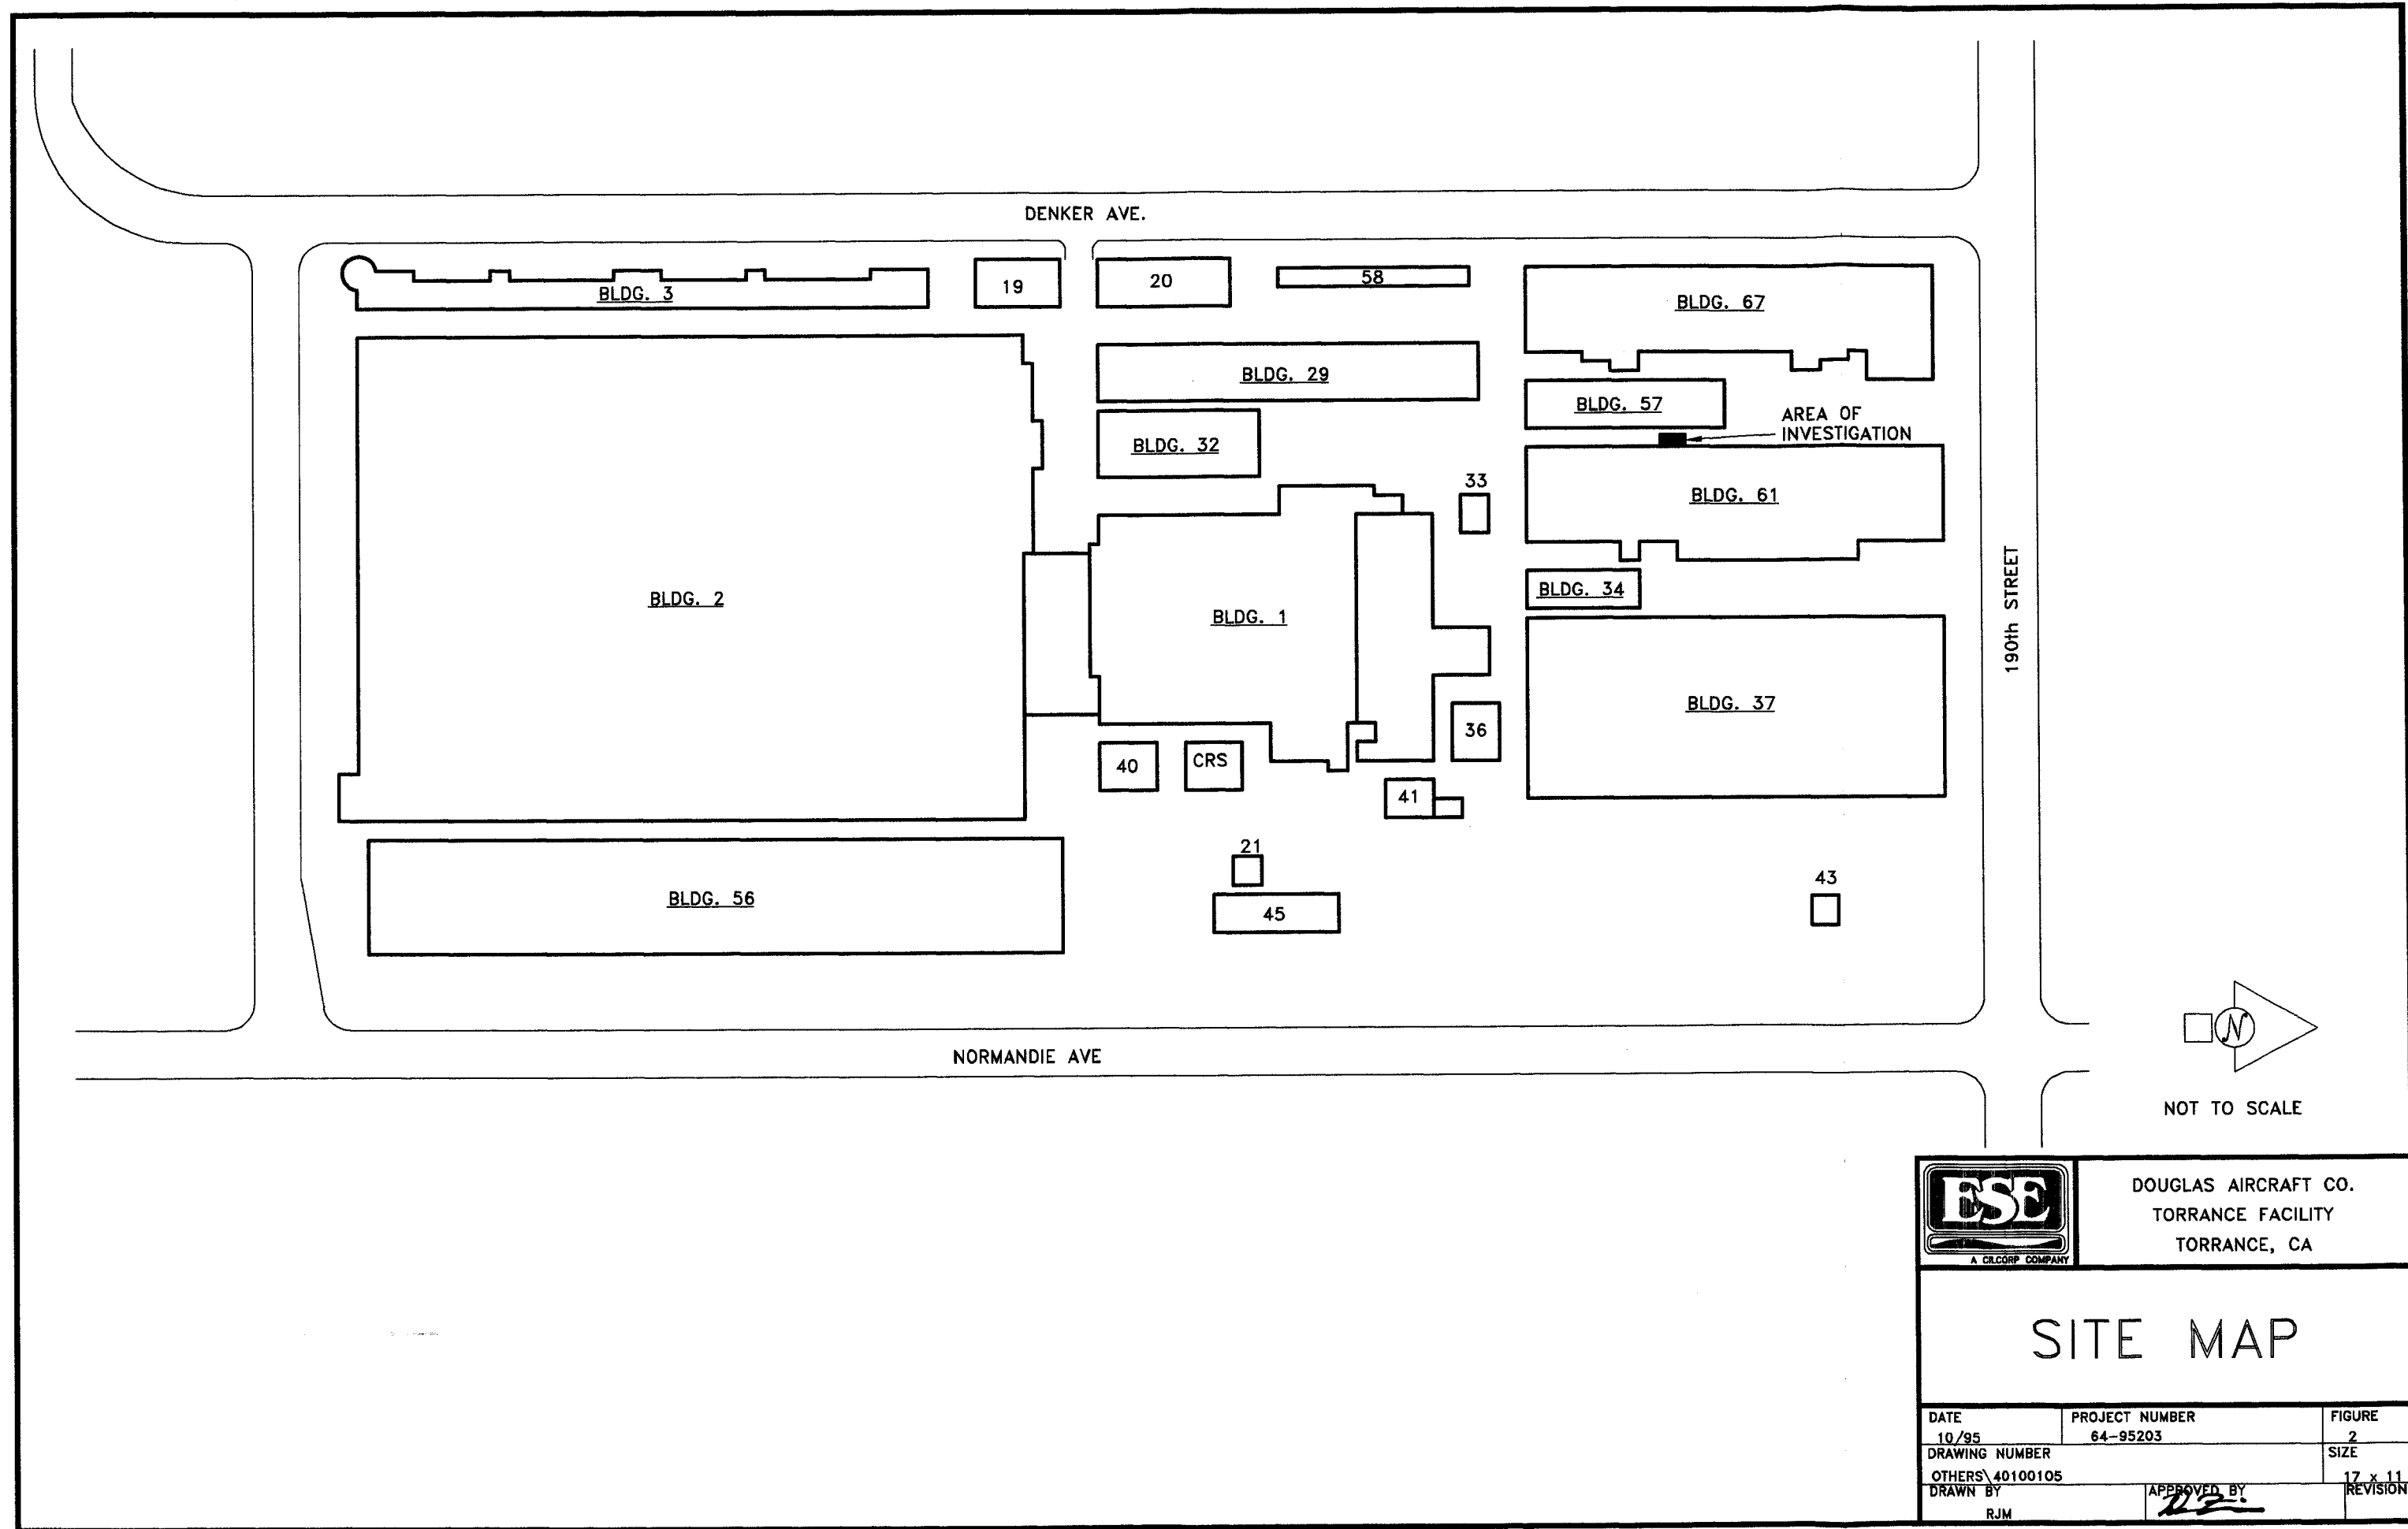 DENKER AVE.
BLDG. 3
19
20
58
BLDG. 67
BLDG. 29
BLDG. 57
AREA OF
INVESTIGATION
BLDG. 32
33
BLDG. 61
BLDG. 2
BLDG. 1
BLDG. 34
190th STREET
BLDG. 37
36
40
CRS
41
21
43
BLDG. 56
45
NORMANDIE AVE
N
NOT TO SCALE
ESE
A CILCORP COMPANY
DOUGLAS AIRCRAFT CO.
TORRANCE FACILITY
TORRANCE, CA
SITE MAP
DATE
10/95
PROJECT NUMBER
64-95203
FIGURE
2
DRAWING NUMBER
OTHERS\40100105
SIZE
17 x 11
DRAWN BY
RJM
APPROVED BY
REVISION